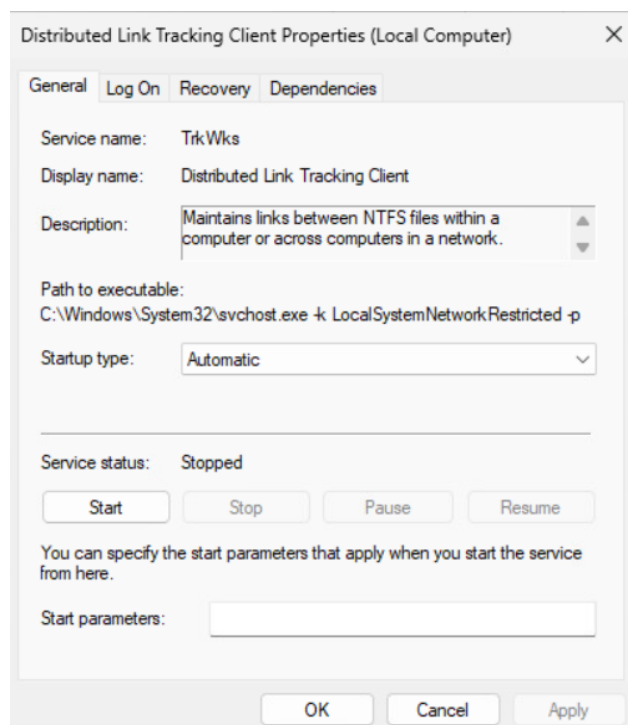 Distributed Link Tracking Client Properties (Local Computer)
General Log On Recovery Dependencies
Service name: TrkWks
Display name: Distributed Link Tracking Client
Description: Maintains links between NTFS files within a
computer or across computers in a network.
Path to executable:
C:\Windows\System32\svchost.exe -k LocalSystemNetworkRestricted -p
Startup type: Automatic
Service status: Stopped
Start Stop Pause Resume
You can specify the start parameters that apply when you start the service
from here.
Start parameters:
OK Cancel Apply